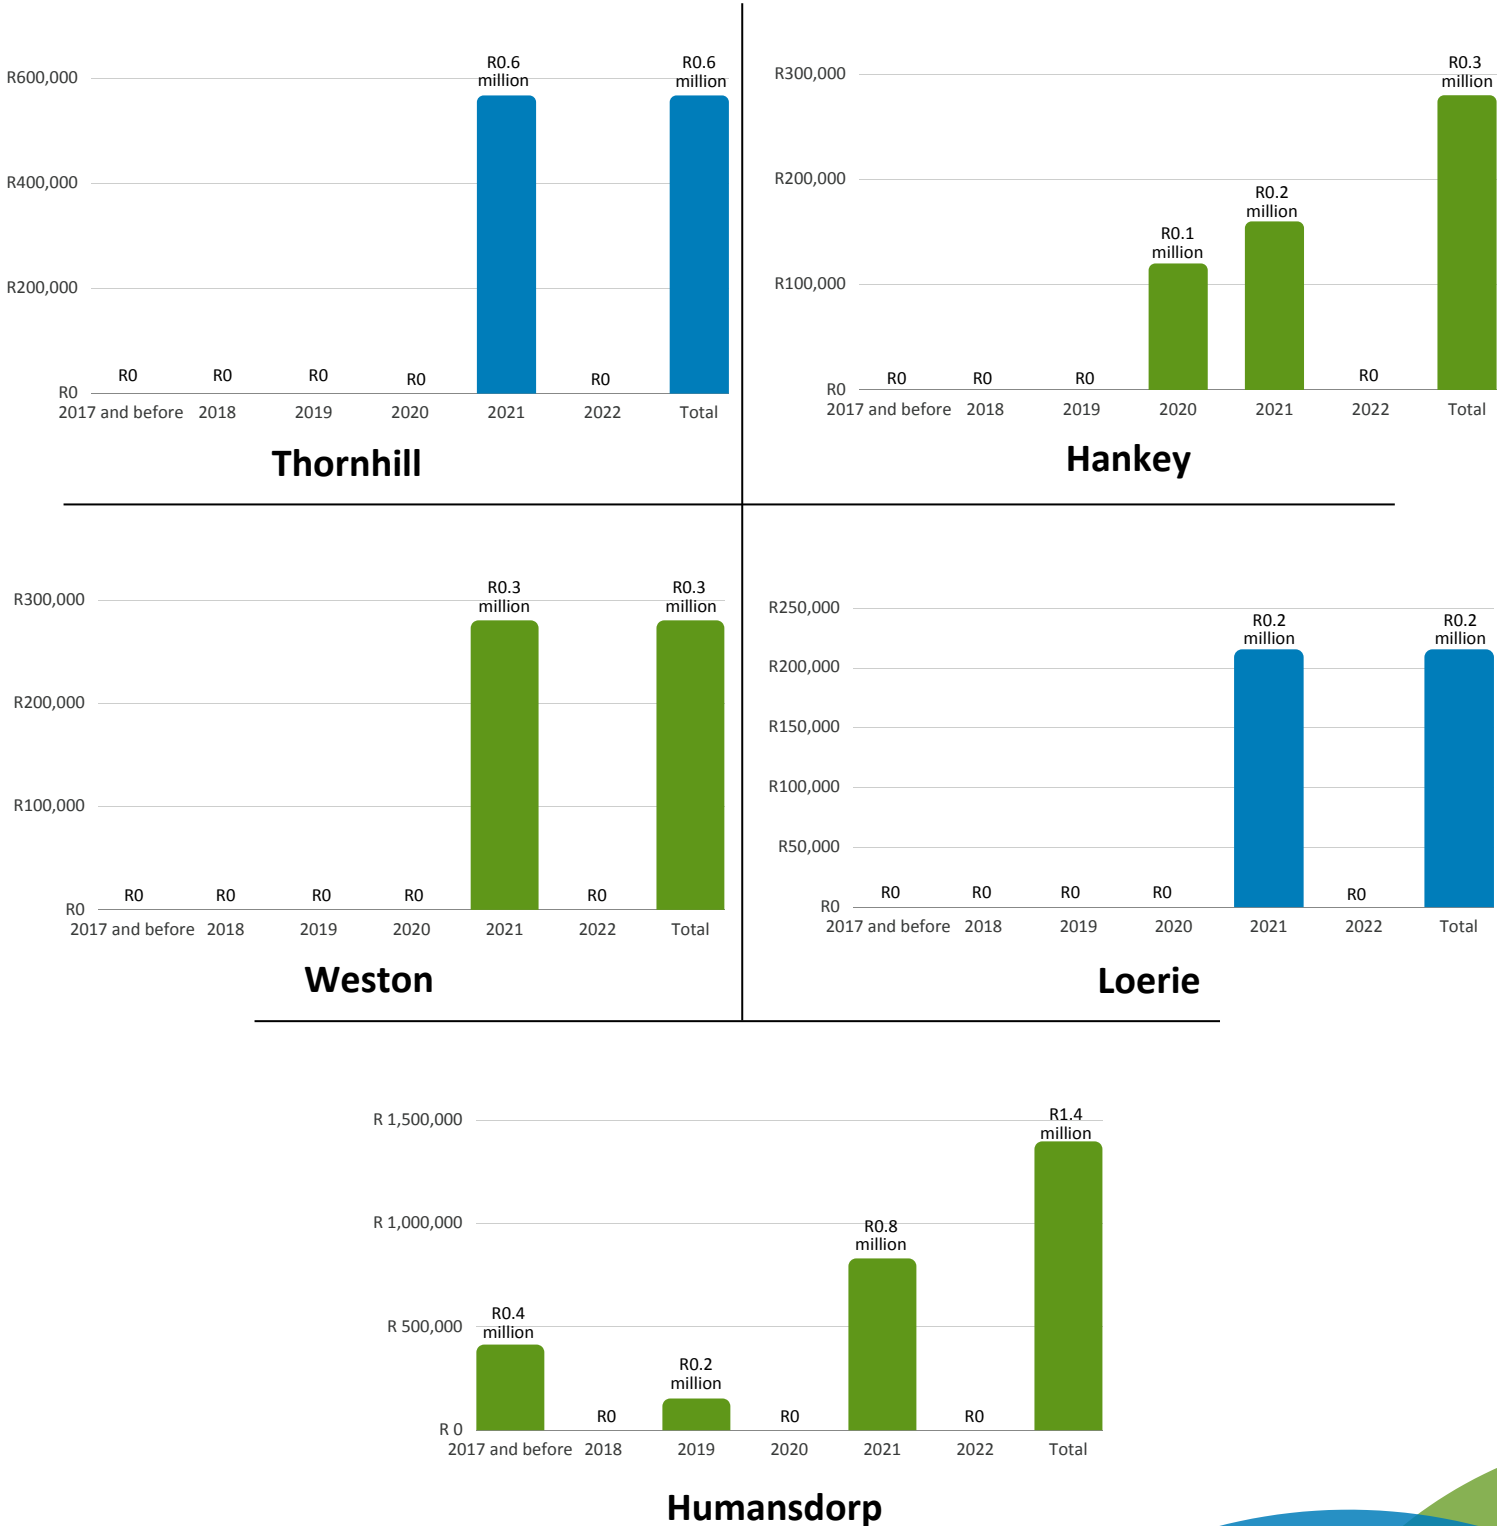 R600,000
R400,000
R200,000
R0
R0
R0
R0
R0
R0.6
million
R0
R0.6
million
2017 and before
2018
2019
2020
2021
2022
Total
Thornhill
R300,000
R200,000
R100,000
R0
R0
R0
R0
R0.1
million
R0.2
million
R0
R0.3
million
2017 and before
2018
2019
2020
2021
2022
Total
Hankey
R300,000
R200,000
R100,000
R0
R0
R0
R0
R0
R0.3
million
R0
R0.3
million
2017 and before
2018
2019
2020
2021
2022
Total
Weston
R250,000
R200,000
R150,000
R100,000
R50,000
R0
R0
R0
R0
R0
R0.2
million
R0
R0.2
million
2017 and before
2018
2019
2020
2021
2022
Total
Loerie
R 1,500,000
R 1,000,000
R 500,000
R 0
R0.4
million
R0
R0.2
million
R0
R0.8
million
R0
R1.4
million
2017 and before
2018
2019
2020
2021
2022
Total
Humansdorp